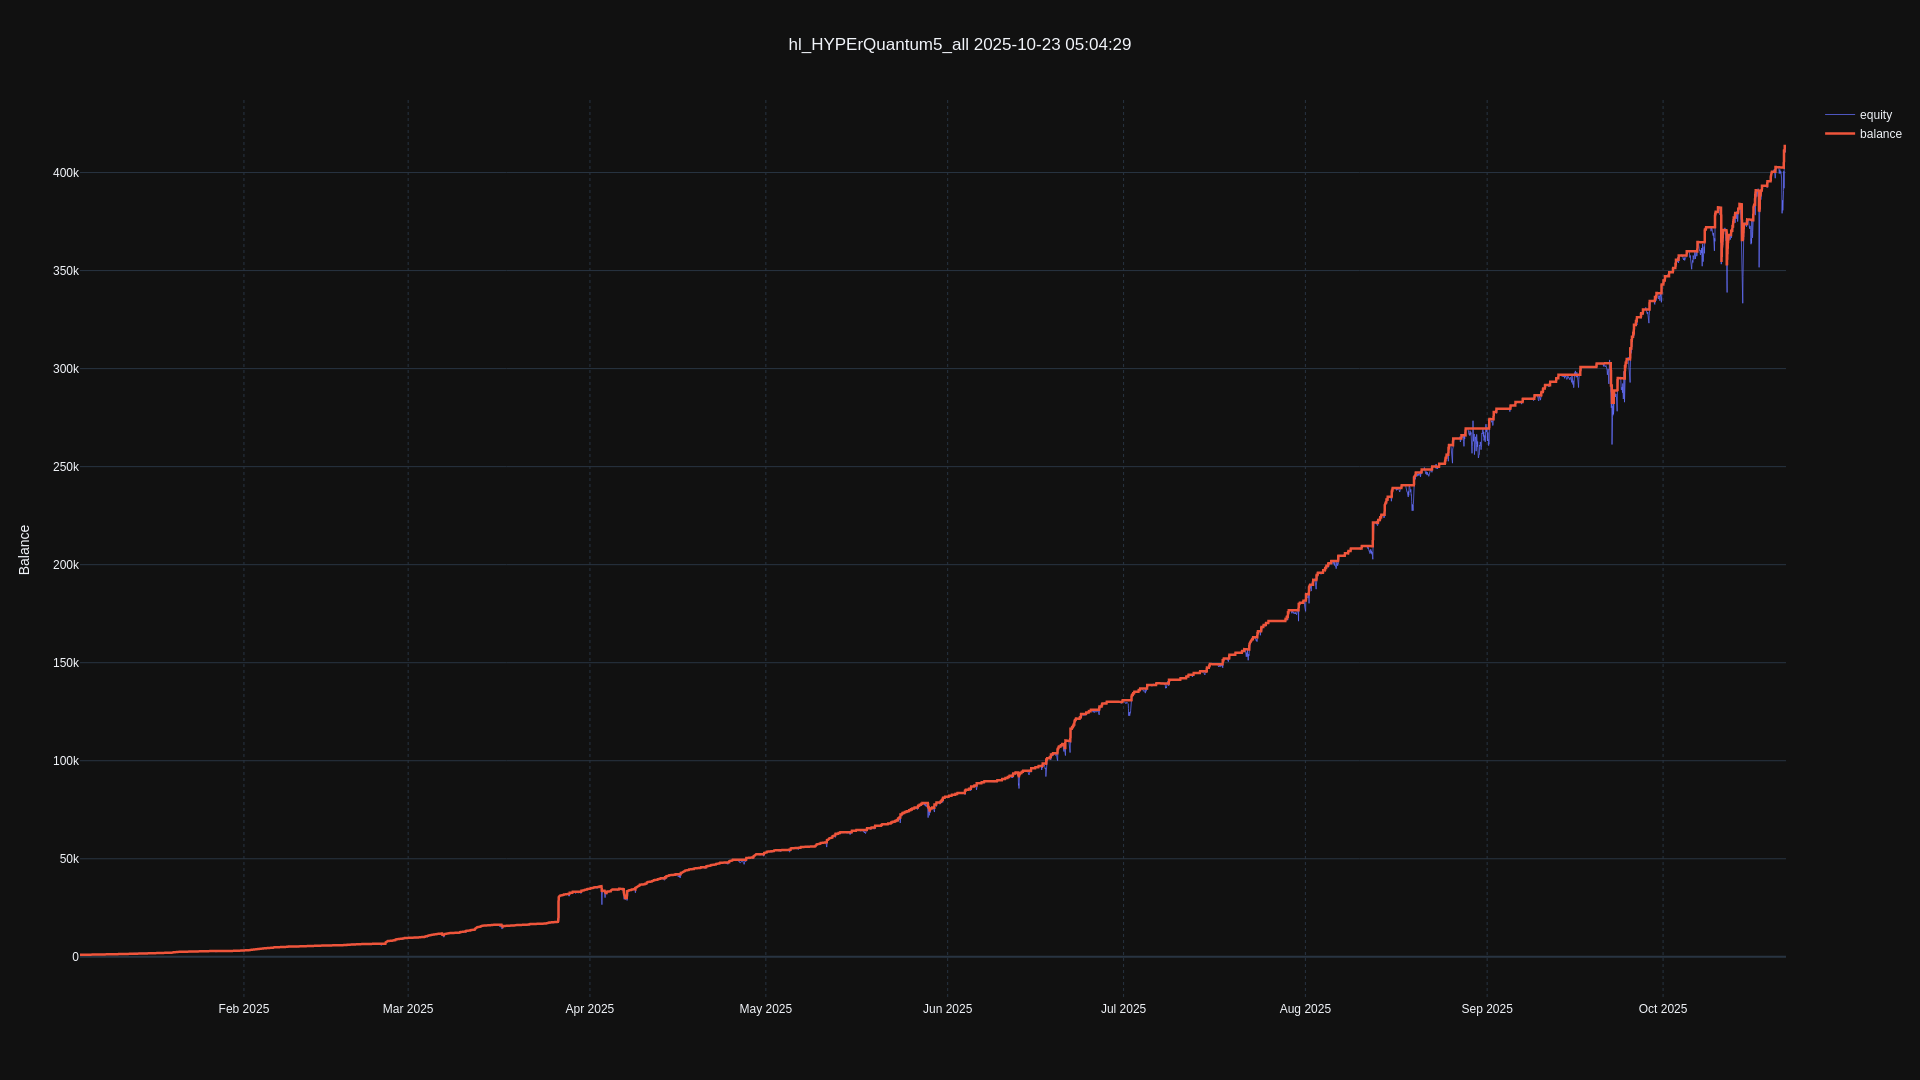 hl_HYPErQuantum5_all 2025-10-23 05:04:29
equity
balance
400k
350k
300k
250k
200k
150k
100k
50k
0
Balance
Feb 2025
Mar 2025
Apr 2025
May 2025
Jun 2025
Jul 2025
Aug 2025
Sep 2025
Oct 2025